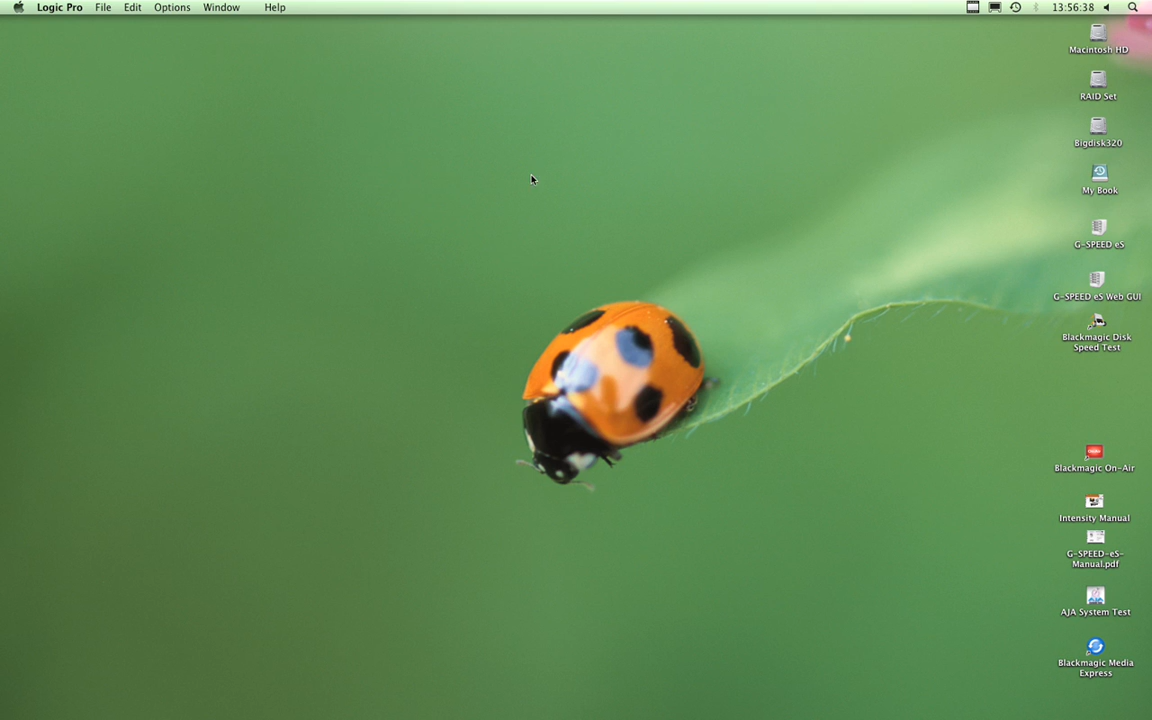 Logic Pro File Edit Options Window Help 13:56:38
Macintosh HD
RAID Set
Bigdisk320
My Book
G-SPEED eS
G-SPEED eS Web GUI
Blackmagic Disk
Speed Test
Blackmagic On-Air
Intensity Manual
G-SPEED-eS-
Manual.pdf
AJA System Test
Blackmagic Media
Express